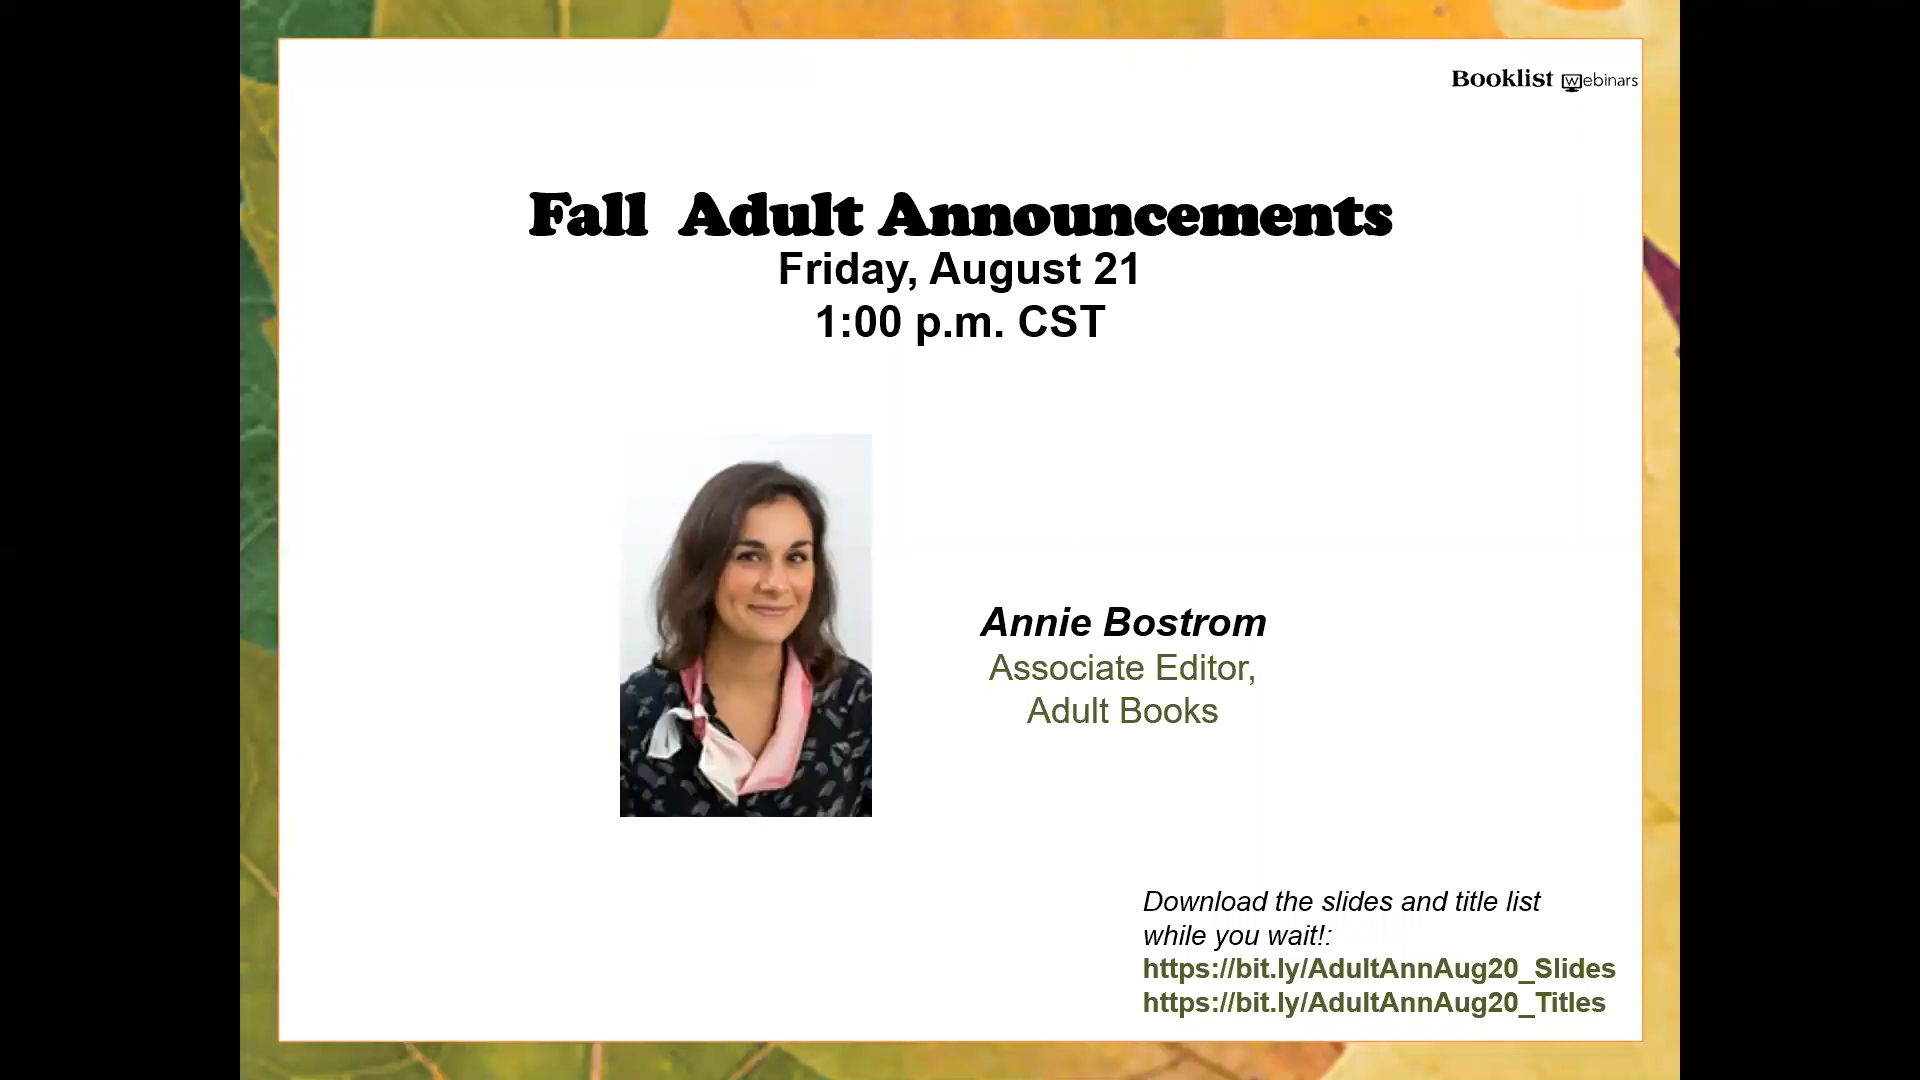 Booklist Webinars
Fall Adult Announcements
Friday, August 21
1:00 p.m. CST
Annie Bostrom
Associate Editor,
Adult Books
Download the slides and title list
while you wait!:
https://bit.ly/AdultAnnAug20_Slides
https://bit.ly/AdultAnnAug20_Titles